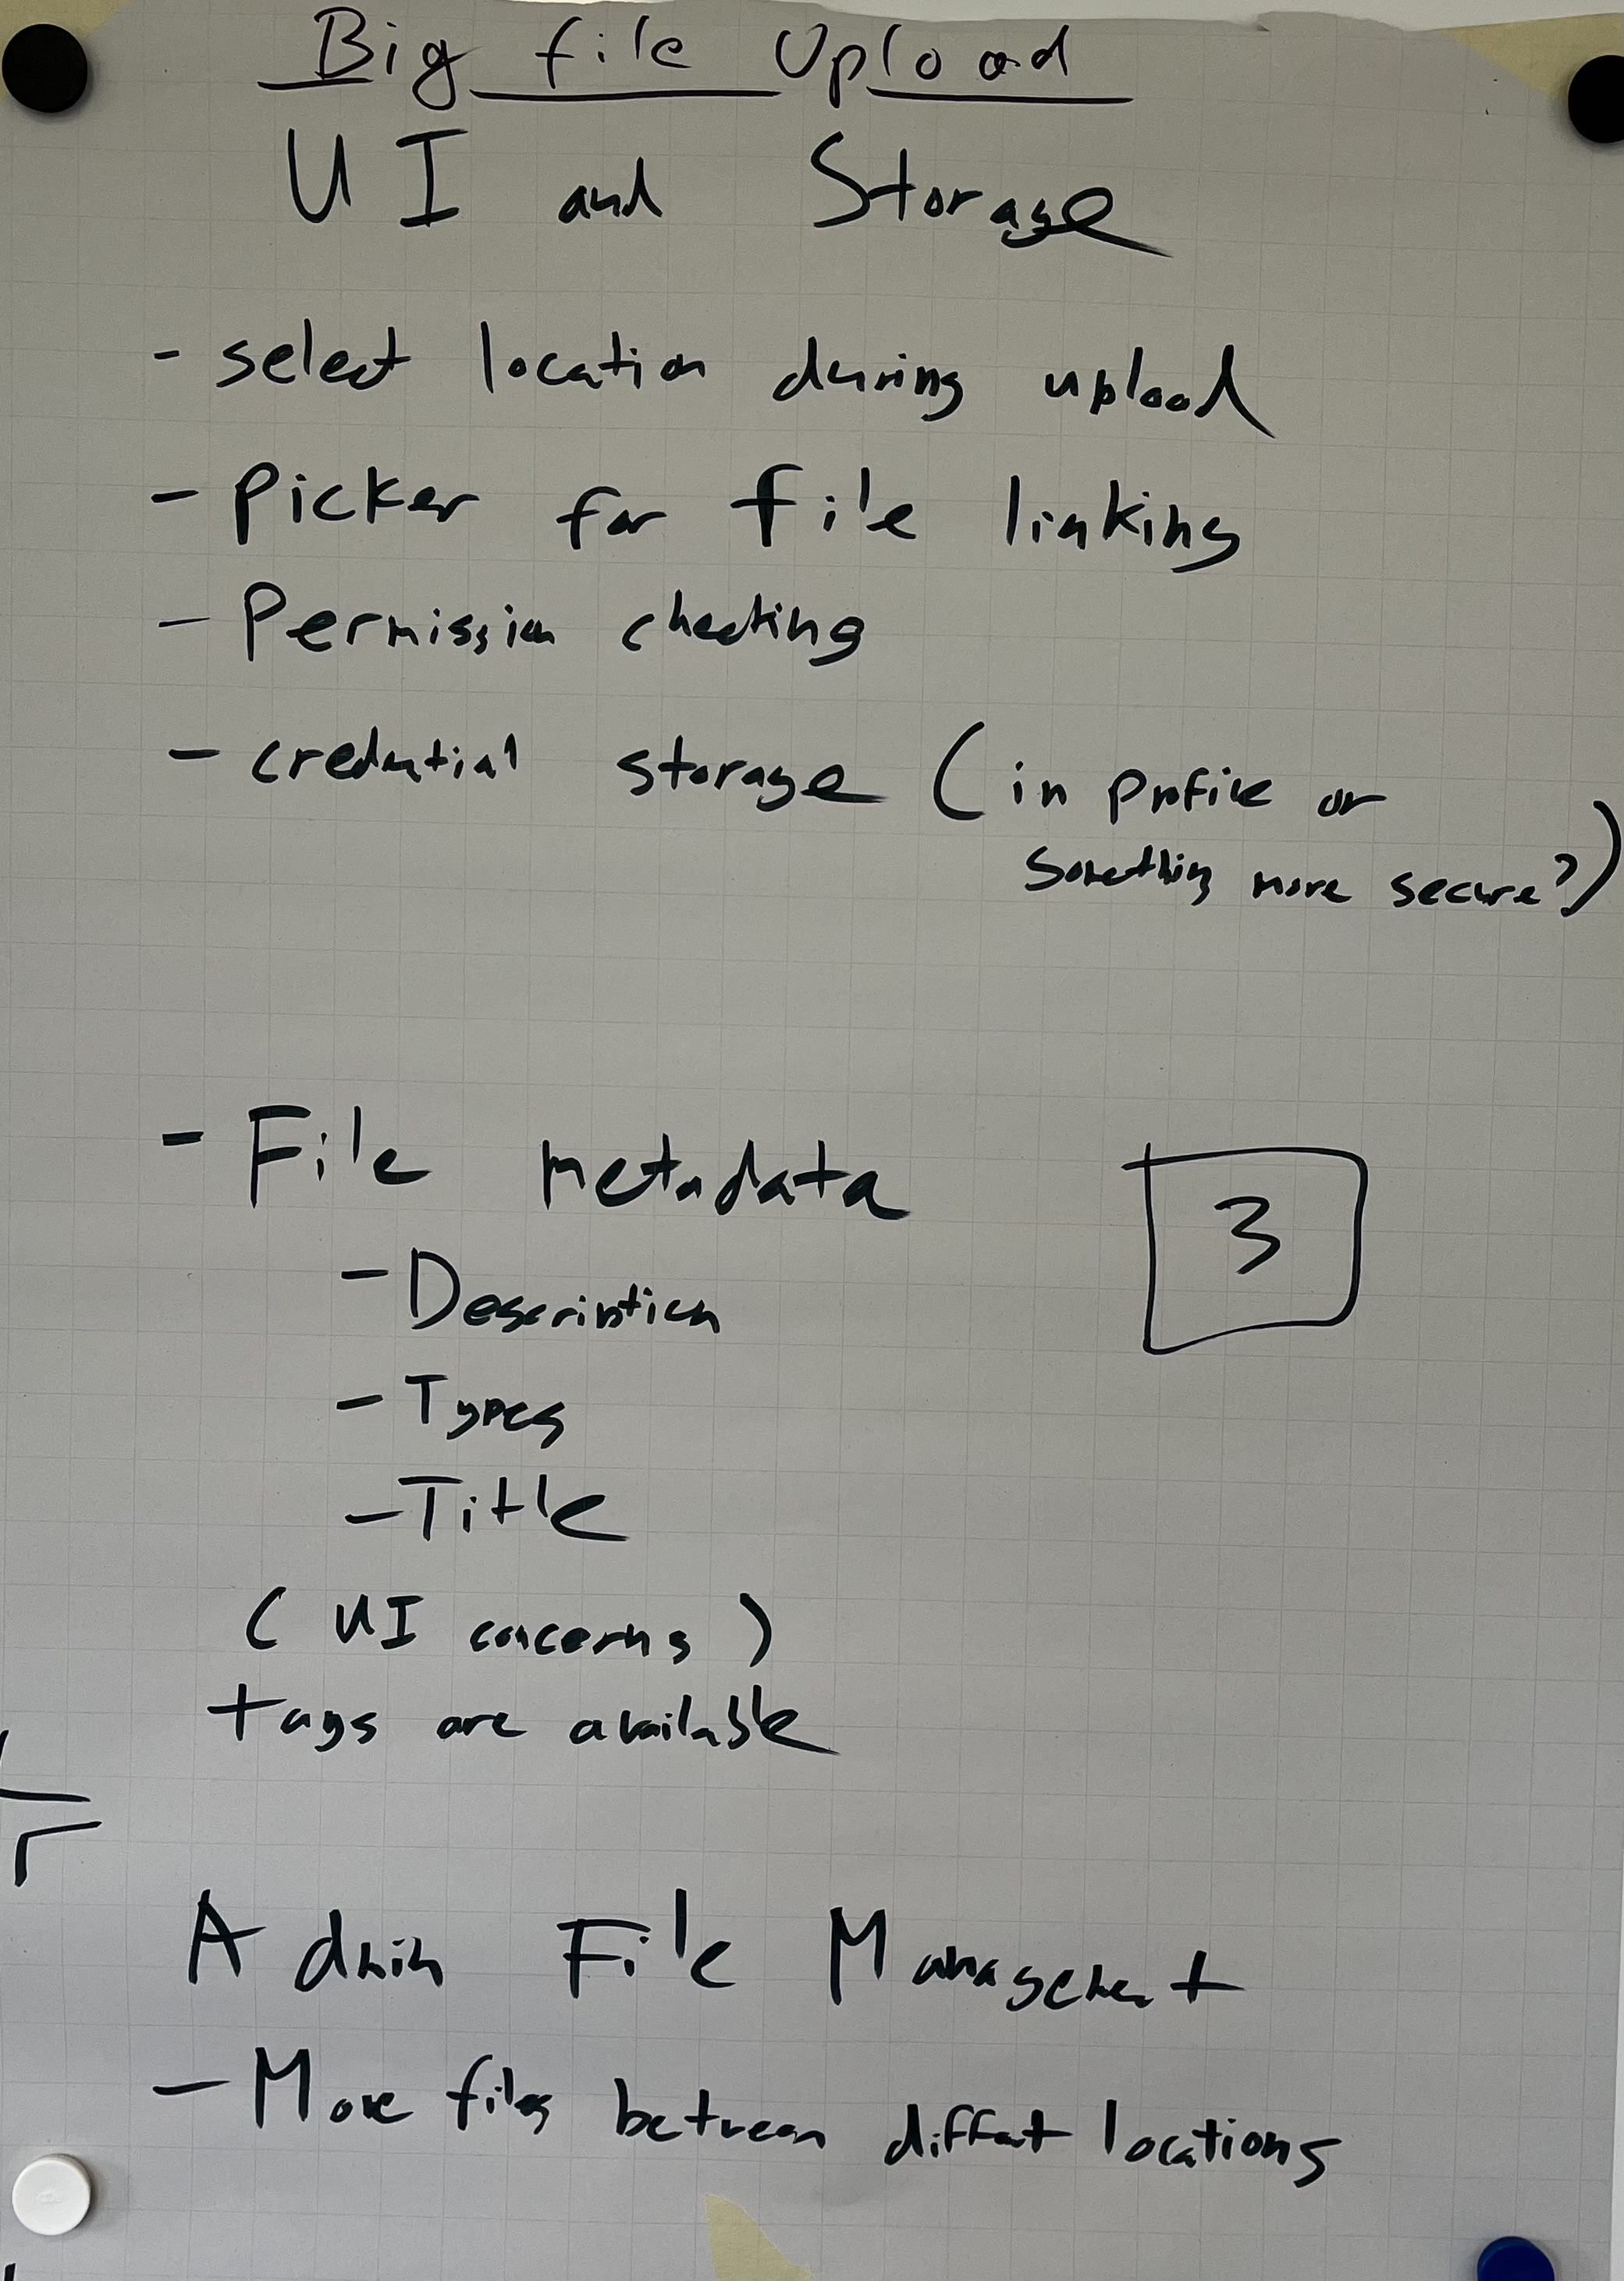 Big file Upload
UI and Storage
- select location during upload
- Picker for file linking
- Permission checking
- credential storage (in profile or
something more secure?)
- File metadata
3
- Description
- Types
- Title
(UI concerns)
tags are available
Admin File Management
- Move files between diffent locations